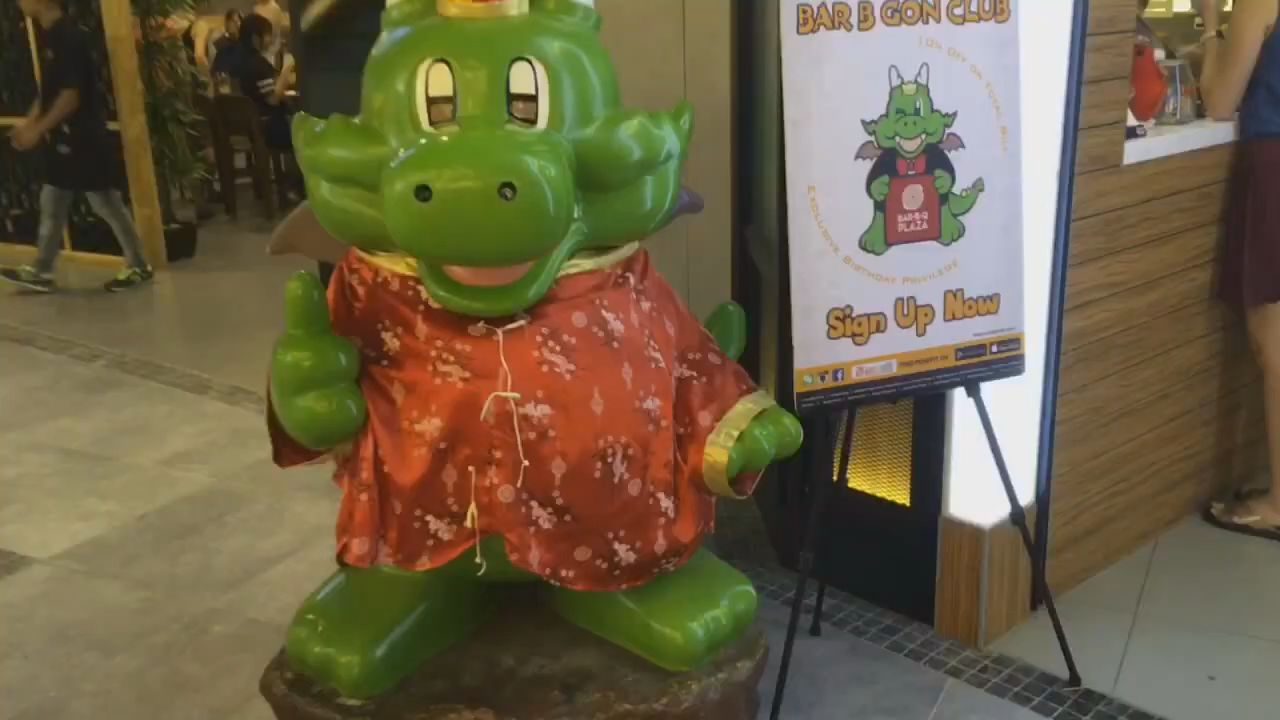 BAR B GON CLUB
10% OFF ON TOTAL BILL
BAR-B-Q
PLAZA
EXCLUSIVE BIRTHDAY PRIVILEGE
Sign Up Now